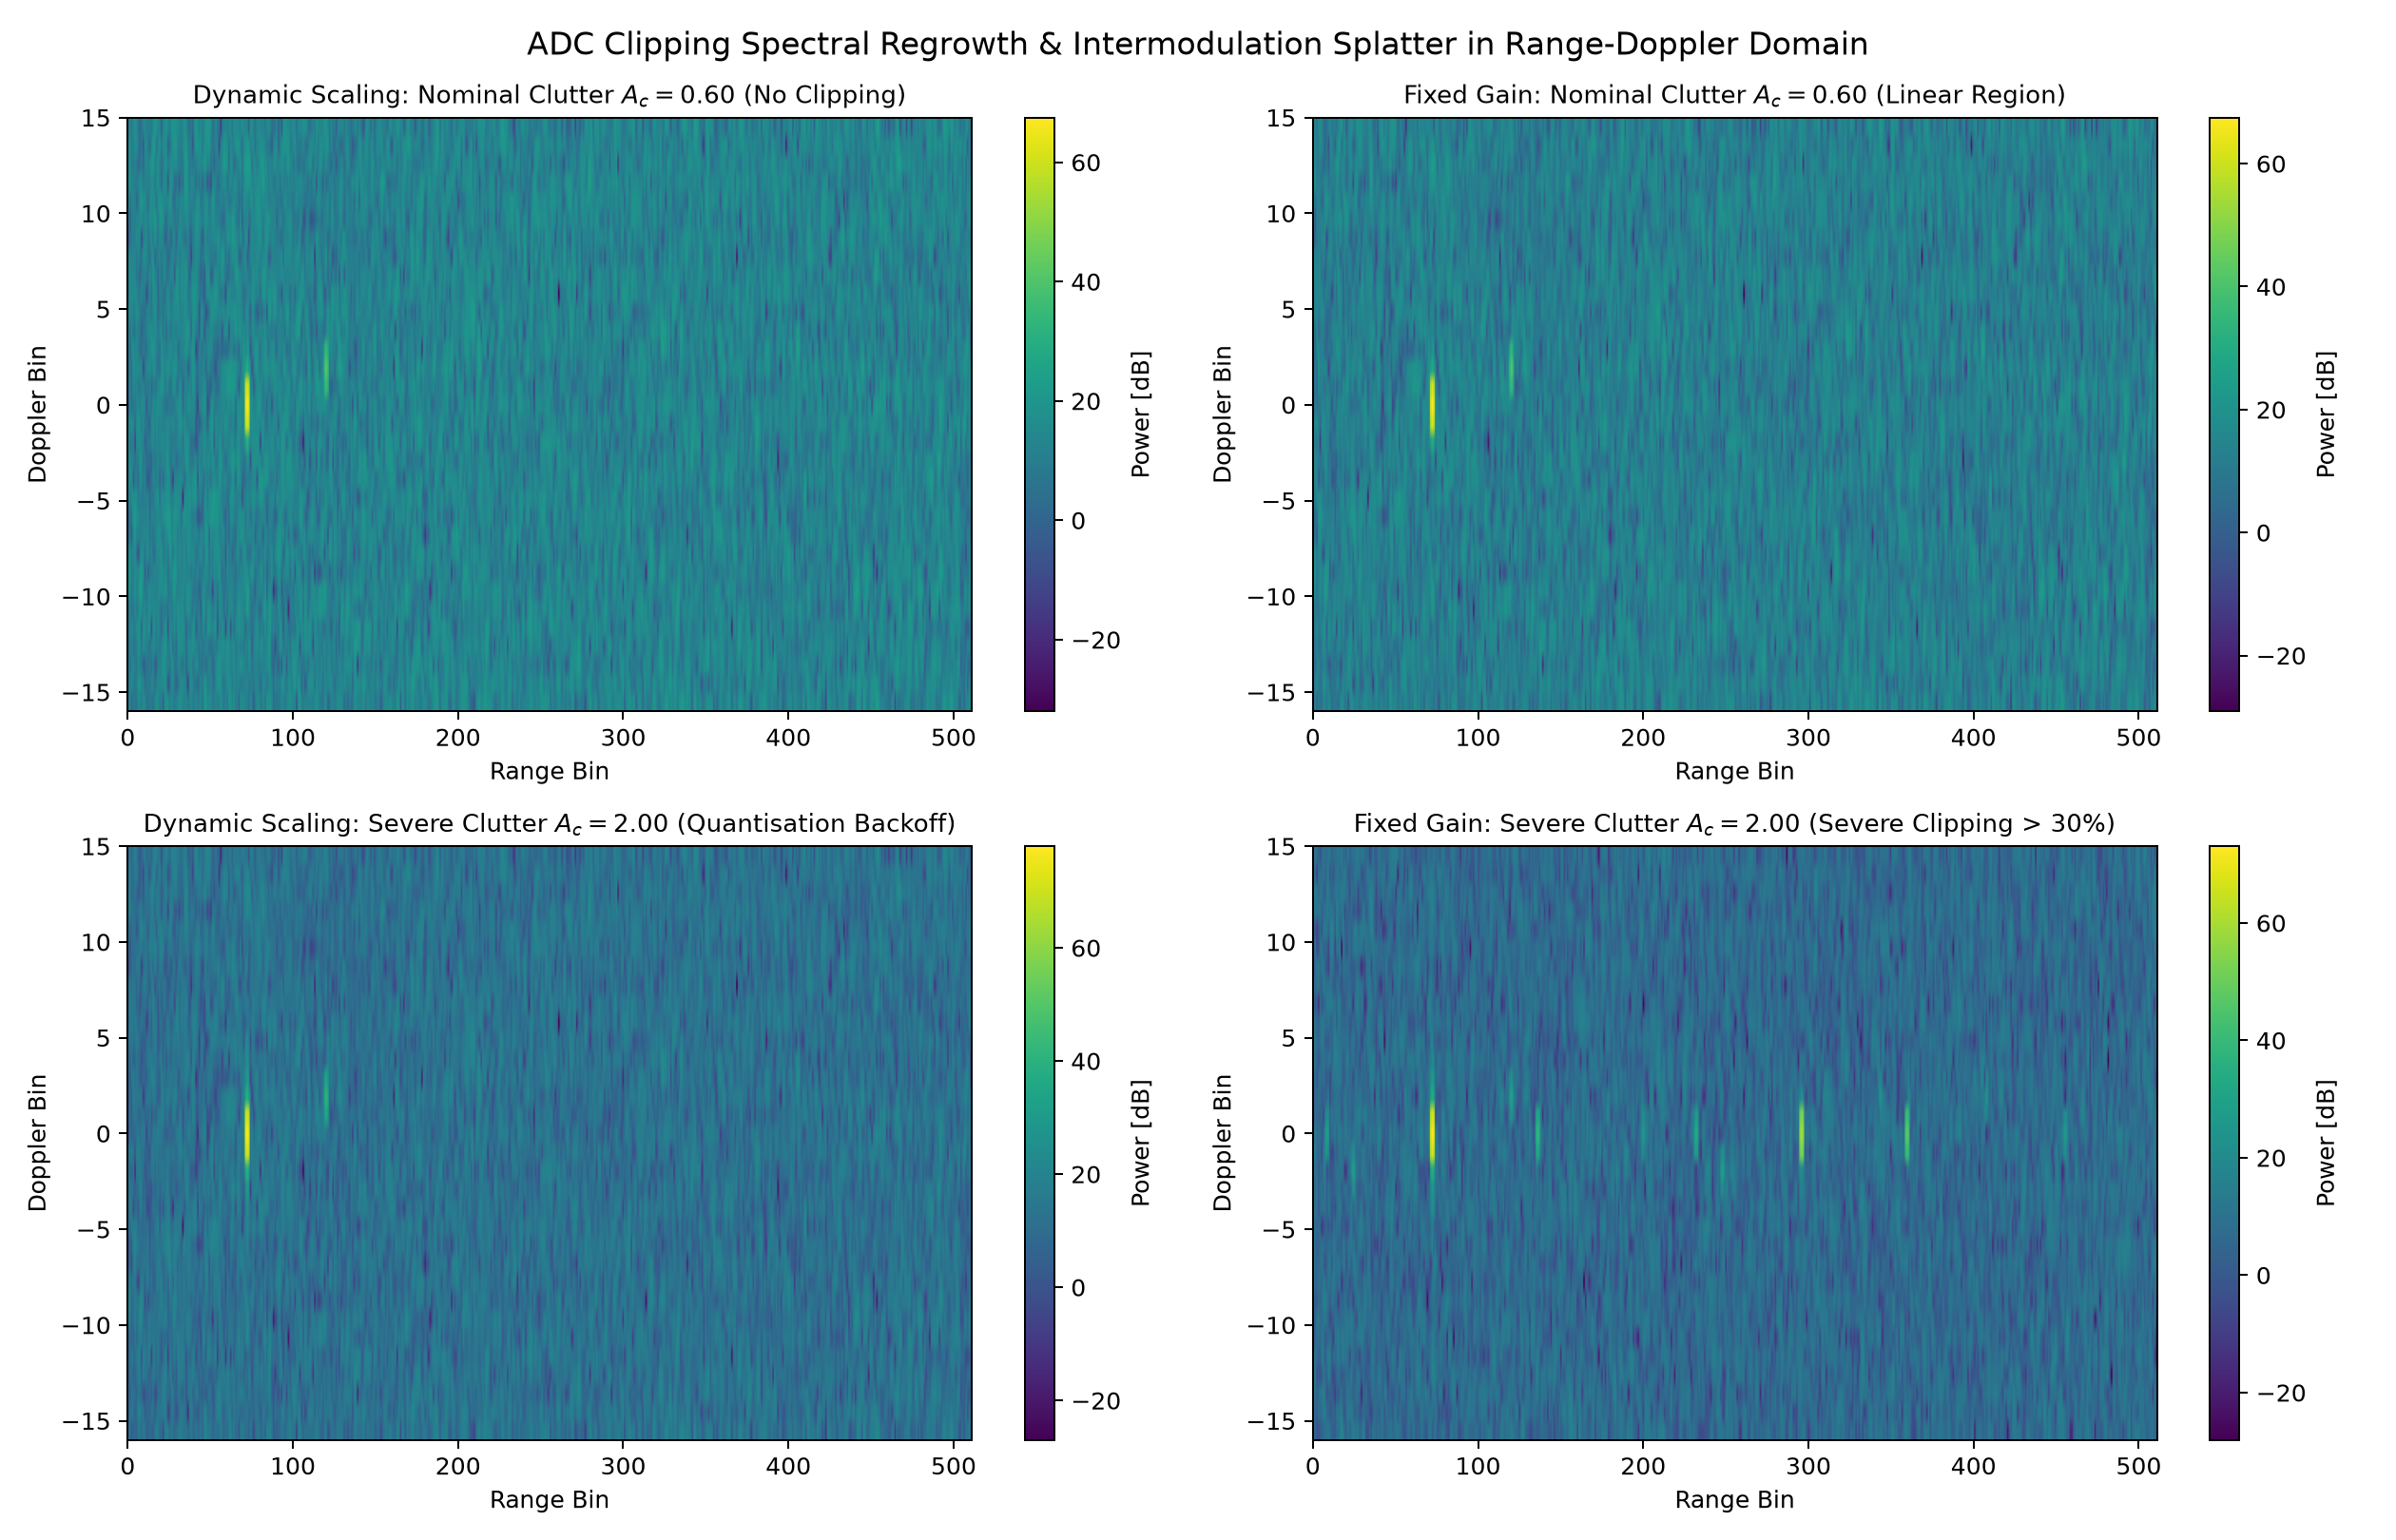 ADC Clipping Spectral Regrowth & Intermodulation Splatter in Range-Doppler Domain
Dynamic Scaling: Nominal Clutter A_c = 0.60 (No Clipping)
15
10
5
0
−5
−10
−15
Doppler Bin
0 100 200 300 400 500
Range Bin
60
40
20
0
−20
Power [dB]
Fixed Gain: Nominal Clutter A_c = 0.60 (Linear Region)
15
10
5
0
−5
−10
−15
Doppler Bin
0 100 200 300 400 500
Range Bin
60
40
20
0
−20
Power [dB]
Dynamic Scaling: Severe Clutter A_c = 2.00 (Quantisation Backoff)
15
10
5
0
−5
−10
−15
Doppler Bin
0 100 200 300 400 500
Range Bin
60
40
20
0
−20
Power [dB]
Fixed Gain: Severe Clutter A_c = 2.00 (Severe Clipping > 30%)
15
10
5
0
−5
−10
−15
Doppler Bin
0 100 200 300 400 500
Range Bin
60
40
20
0
−20
Power [dB]